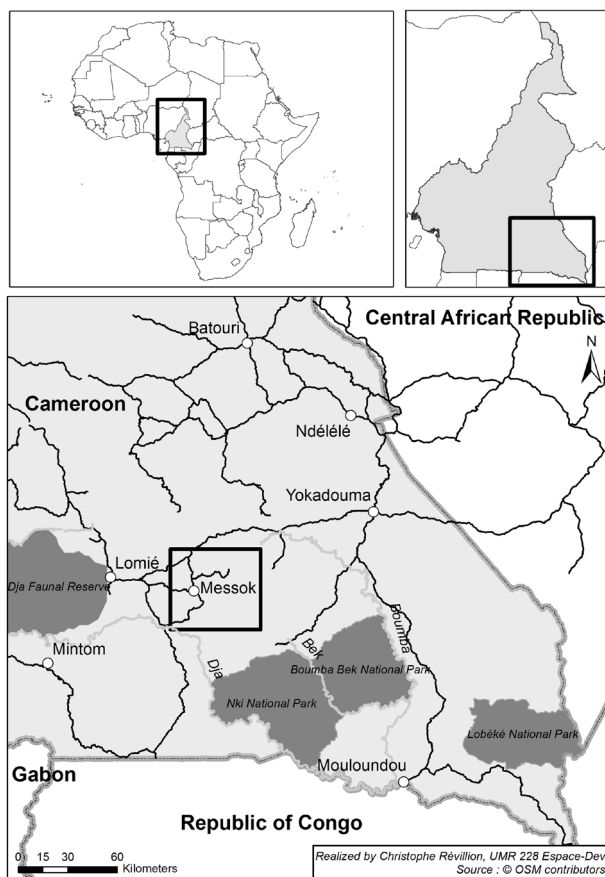 Batouri
Central African Republic
N
Cameroon
Ndélélé
Yokadouma
Lomié
Dja Faunal Reserve
Messok
Mintom
Dja
Bek
Boumba
Boumba Bek National Park
Nki National Park
Lobéké National Park
Mouloundou
Gabon
Republic of Congo
0 15 30 60
Kilometers
Realized by Christophe Révillion, UMR 228 Espace-Dev
Source : © OSM contributors